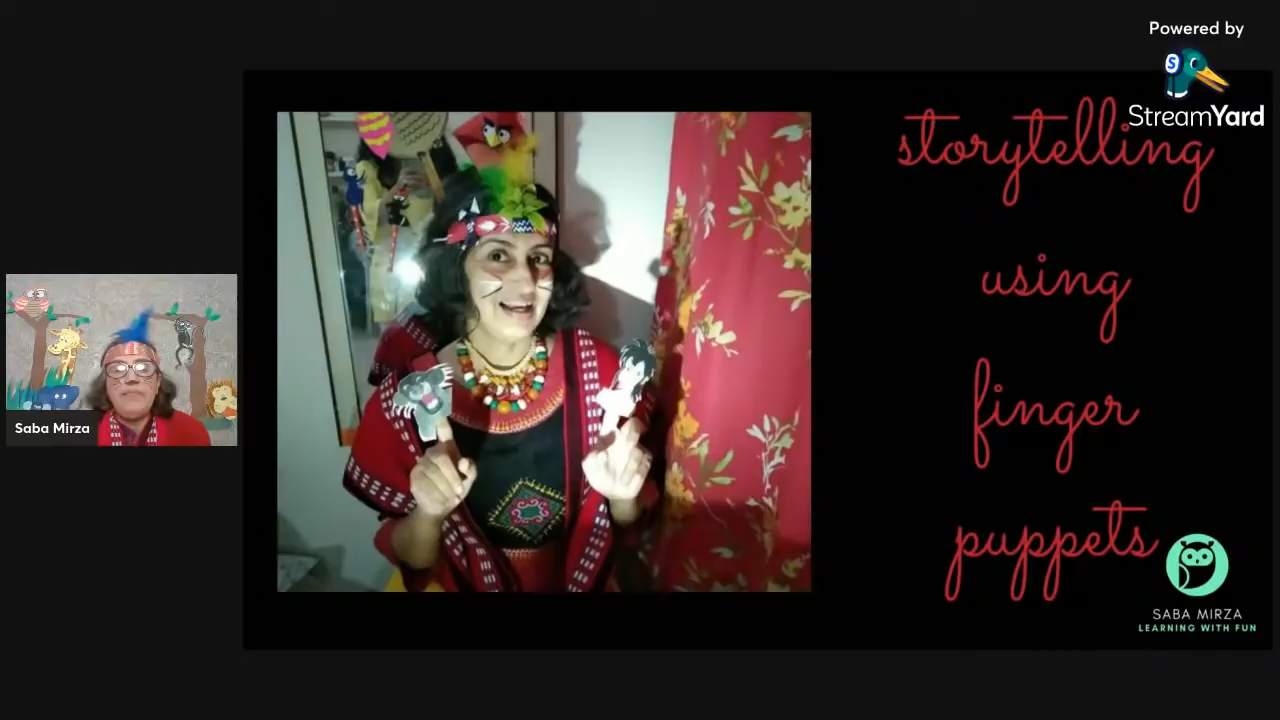 Powered by
S
StreamYard
storytelling
using
finger
puppets
Saba Mirza
SABA MIRZA
LEARNING WITH FUN